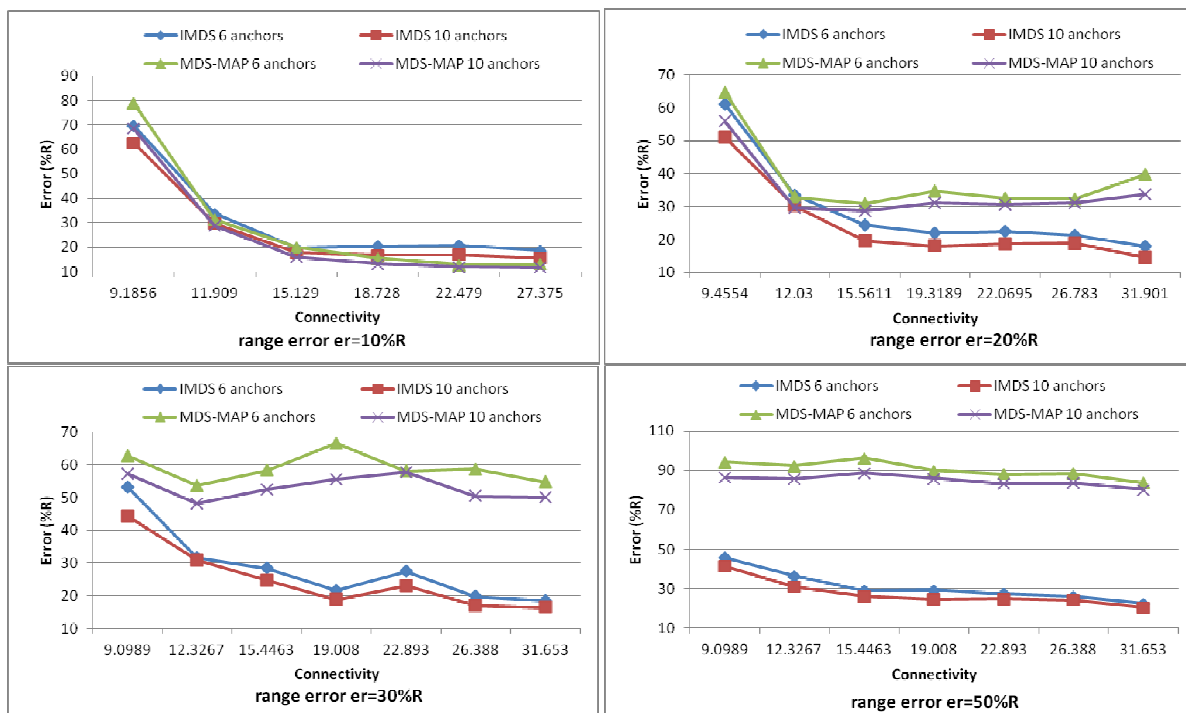 IMDS 6 anchors
IMDS 10 anchors
MDS-MAP 6 anchors
MDS-MAP 10 anchors
Error (%R)
90
80
70
60
50
40
30
20
10
9.1856 11.909 15.129 18.728 22.479 27.375
Connectivity
range error er=10%R
IMDS 6 anchors
IMDS 10 anchors
MDS-MAP 6 anchors
MDS-MAP 10 anchors
Error (%R)
70
60
50
40
30
20
10
9.4554 12.03 15.5611 19.3189 22.0695 26.783 31.901
Connectivity
range error er=20%R
IMDS 6 anchors
IMDS 10 anchors
MDS-MAP 6 anchors
MDS-MAP 10 anchors
Error (%R)
70
60
50
40
30
20
10
9.0989 12.3267 15.4463 19.008 22.893 26.388 31.653
Connectivity
range error er=30%R
IMDS 6 anchors
IMDS 10 anchors
MDS-MAP 6 anchors
MDS-MAP 10 anchors
Error (%R)
110
90
70
50
30
10
9.0989 12.3267 15.4463 19.008 22.893 26.388 31.653
Connectivity
range error er=50%R